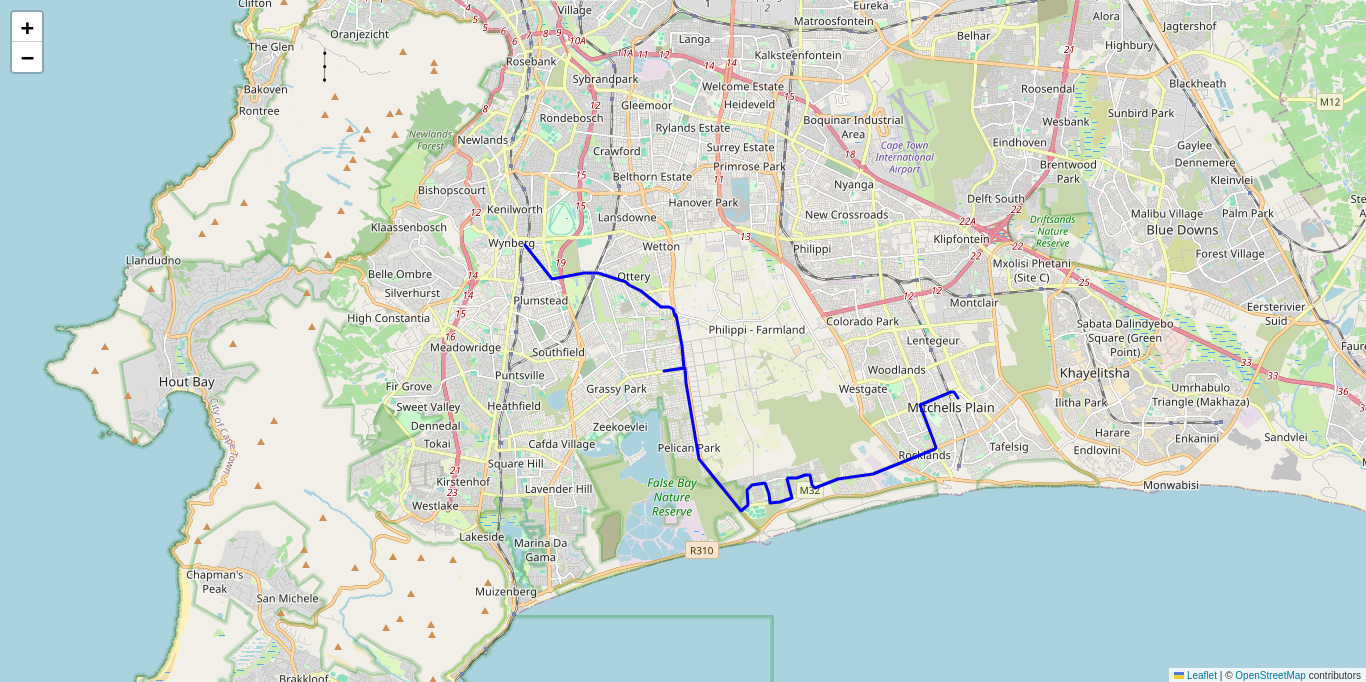 +
−
Clifton
Village
Eureka
Alora
Jagtershof
Matroosfontein
Orangezicht
Langa
Belhar
Highbury
The Glen
Rosebank
Kalksteenfontein
Bakoven
Sybrandpark
Welcome Estate
Roosendal
Blackheath
M12
Rontree
Gleemoor
Heideveld
Sunbird Park
Rondebosch
Rylands Estate
Boquinar Industrial
Area
Wesbank
Newlands
Forest
Newlands
Crawford
Surrey Estate
Cape Town
International
Airport
Eindhoven
Gaylee
Primrose Park
Brentwood
Park
Dennemere
Bishopscourt
Belthorn Estate
Nyanga
Kleinvlei
Kenilworth
Hanover Park
Delft South
Klaassenbosch
Lansdowne
New Crossroads
Driftsands
Nature
Reserve
Malibu Village
Palm Park
Blue Downs
Wynberg
Wetton
Philippi
Klipfontein
Llandudno
Belle Ombre
Ottery
Mxolisi Phetani
(Site C)
Forest Village
Silverhurst
Plumstead
Montclair
Eersterivier
Suid
High Constantia
Philippi - Farmland
Colorado Park
Sabata Dalindyebo
Square (Green
Point)
Meadowridge
Southfield
Lentegeur
Hout Bay
Puntsville
Woodlands
Khayelitsha
Fir Grove
Grassy Park
Westgate
Umrhabulo
Triangle (Makhaza)
City of Cape Town
Sweet Valley
Heathfield
Mitchells Plain
Ilitha Park
Dennedal
Zeekoevlei
Harare
Tokai
Cafda Village
Pelican Park
Tafelsig
Enkanini
Sandvlei
Square Hill
Rocklands
Endlovini
Kirstenhof
Lavender Hill
False Bay
Nature
Reserve
M32
Monwabisi
Westlake
Lakeside
Marina Da
Gama
R310
Chapman's
Peak
San Michele
Muizenberg
Brakkloof
Leaflet | © OpenStreetMap contributors